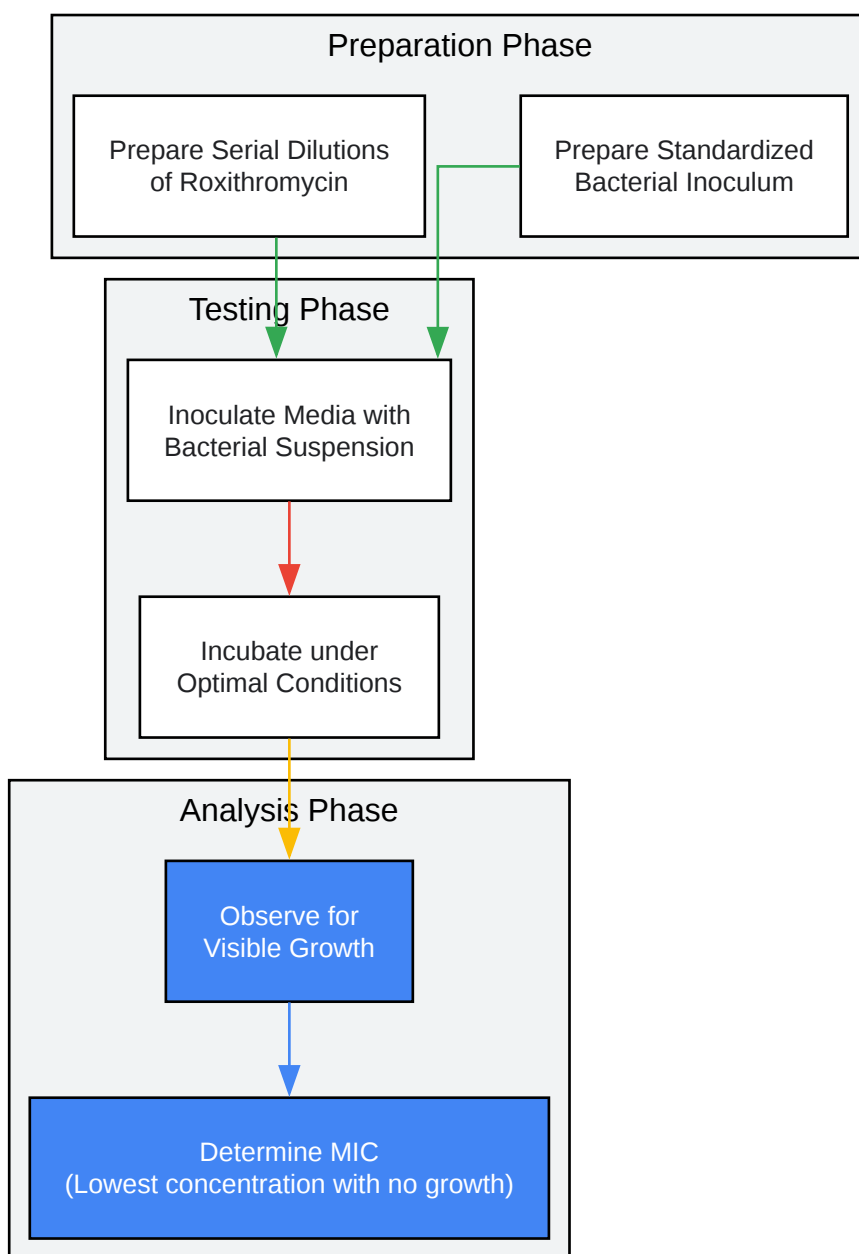 Preparation Phase
Prepare Serial Dilutions
of Roxithromycin
Prepare Standardized
Bacterial Inoculum
Testing Phase
Inoculate Media with
Bacterial Suspension
Incubate under
Optimal Conditions
Analysis Phase
Observe for
Visible Growth
Determine MIC
(Lowest concentration with no growth)